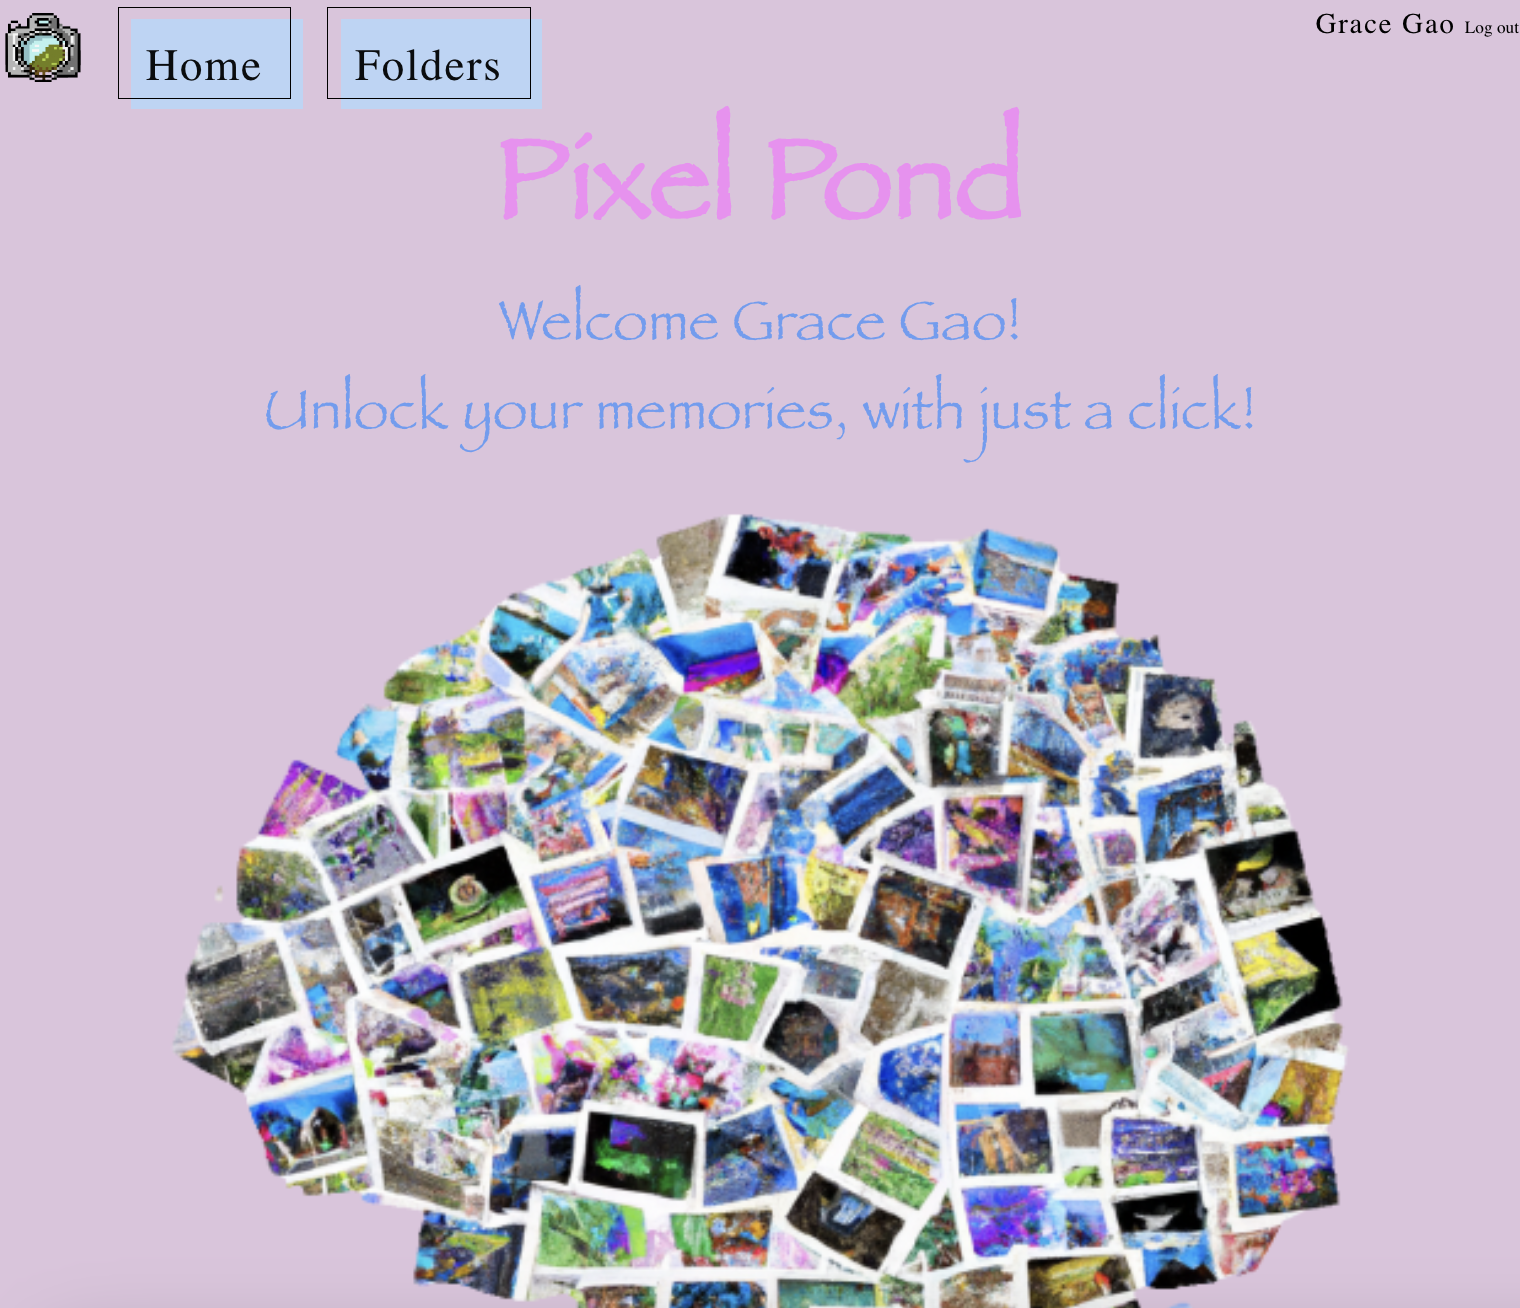 Home
Folders
Grace Gao Log out
Pixel Pond
Welcome Grace Gao!
Unlock your memories, with just a click!